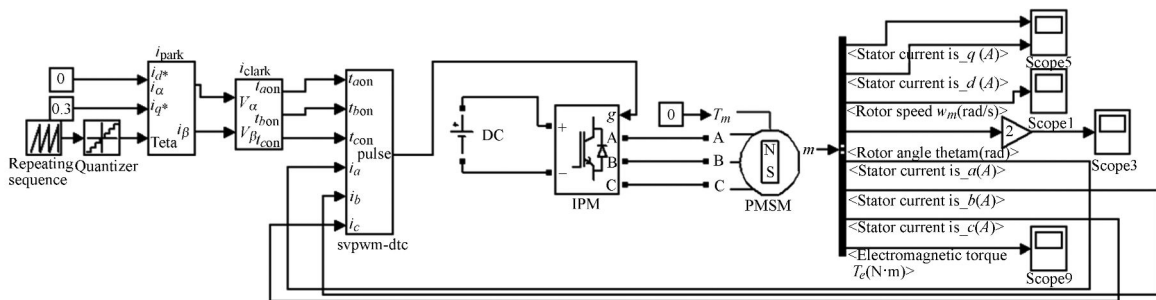 0
0.3
Repeating
sequence
Quantizer
i_park
i_d*
i_α
i_q*
i_β
Teta
i_clark
t_aon
V_α
t_bon
V_β
t_con
t_aon
t_bon
t_con
pulse
i_a
i_b
i_c
svpwm-dtc
DC
+
−
g
A
B
C
IPM
0
T_m
A
B
C
N
S
PMSM
m
<Stator current is_q (A)>
<Stator current is_d (A)>
<Rotor speed w_m(rad/s)>
<Rotor angle thetam(rad)>
<Stator current is_a(A)>
<Stator current is_b(A)>
<Stator current is_c(A)>
<Electromagnetic torque
T_e(N·m)>
2
Scope5
Scope1
Scope3
Scope9